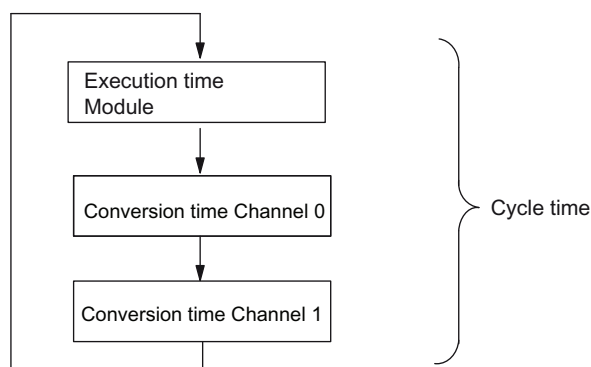 Execution time
Module
Conversion time Channel 0
Cycle time
Conversion time Channel 1